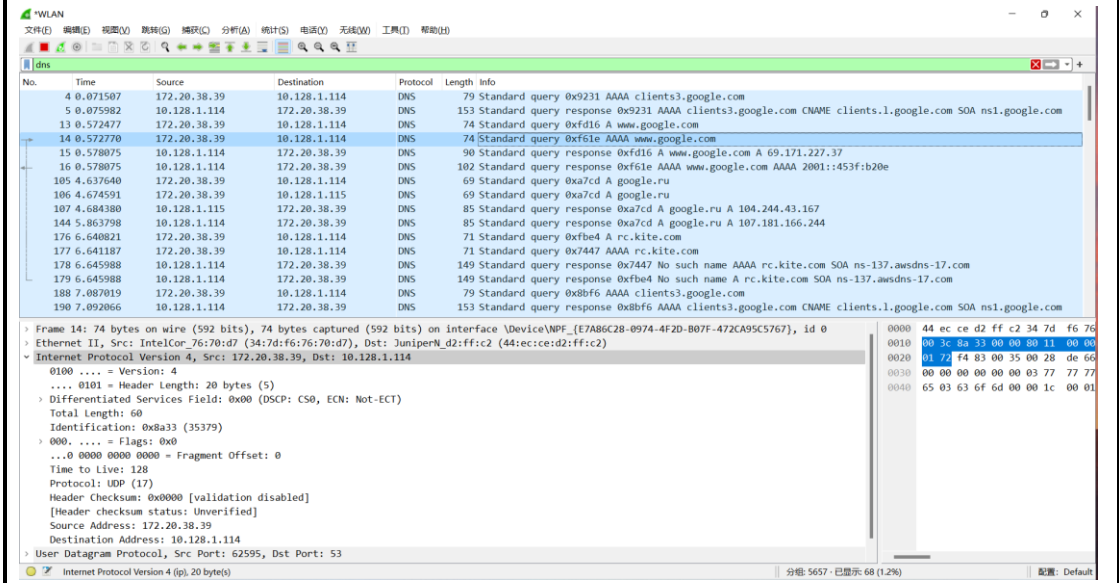 *WLAN
文件(F) 编辑(E) 视图(V) 跳转(G) 捕获(C) 分析(A) 统计(S) 电话(Y) 无线(W) 工具(T) 帮助(H)
dns
No. Time Source Destination Protocol Length Info
4 0.071507 172.20.38.39 10.128.1.114 DNS 79 Standard query 0x9231 AAAA clients3.google.com
5 0.075982 10.128.1.114 172.20.38.39 DNS 153 Standard query response 0x9231 AAAA clients3.google.com CNAME clients.l.google.com SOA ns1.google.com
13 0.572477 172.20.38.39 10.128.1.114 DNS 74 Standard query 0xfd16 A www.google.com
14 0.572770 172.20.38.39 10.128.1.114 DNS 74 Standard query 0xf61e AAAA www.google.com
15 0.578075 10.128.1.114 172.20.38.39 DNS 90 Standard query response 0xfd16 A www.google.com A 69.171.227.37
16 0.578075 10.128.1.114 172.20.38.39 DNS 102 Standard query response 0xf61e AAAA www.google.com AAAA 2001::453f:b20e
105 4.637640 172.20.38.39 10.128.1.114 DNS 69 Standard query 0xa7cd A google.ru
106 4.674591 172.20.38.39 10.128.1.115 DNS 69 Standard query 0xa7cd A google.ru
107 4.684380 10.128.1.115 172.20.38.39 DNS 85 Standard query response 0xa7cd A google.ru A 104.244.43.167
144 5.863798 10.128.1.114 172.20.38.39 DNS 85 Standard query response 0xa7cd A google.ru A 107.181.166.244
176 6.640821 172.20.38.39 10.128.1.114 DNS 71 Standard query 0xfbe4 A rc.kite.com
177 6.641187 172.20.38.39 10.128.1.114 DNS 71 Standard query 0x7447 AAAA rc.kite.com
178 6.645988 10.128.1.114 172.20.38.39 DNS 149 Standard query response 0x7447 No such name AAAA rc.kite.com SOA ns-137.awsdns-17.com
179 6.645988 10.128.1.114 172.20.38.39 DNS 149 Standard query response 0xfbe4 No such name A rc.kite.com SOA ns-137.awsdns-17.com
188 7.087019 172.20.38.39 10.128.1.114 DNS 79 Standard query 0x8bf6 AAAA clients3.google.com
190 7.092066 10.128.1.114 172.20.38.39 DNS 153 Standard query response 0x8bf6 AAAA clients3.google.com CNAME clients.l.google.com SOA ns1.google.com
Frame 14: 74 bytes on wire (592 bits), 74 bytes captured (592 bits) on interface \Device\NPF_{E7A86C28-0974-4F2D-B07F-472CA95C5767}, id 0
Ethernet II, Src: IntelCor_76:70:d7 (34:7d:f6:76:70:d7), Dst: JuniperN_d2:ff:c2 (44:ec:ce:d2:ff:c2)
Internet Protocol Version 4, Src: 172.20.38.39, Dst: 10.128.1.114
0100 .... = Version: 4
.... 0101 = Header Length: 20 bytes (5)
Differentiated Services Field: 0x00 (DSCP: CS0, ECN: Not-ECT)
Total Length: 60
Identification: 0x8a33 (35379)
000. .... = Flags: 0x0
...0 0000 0000 0000 = Fragment Offset: 0
Time to Live: 128
Protocol: UDP (17)
Header Checksum: 0x0000 [validation disabled]
[Header checksum status: Unverified]
Source Address: 172.20.38.39
Destination Address: 10.128.1.114
User Datagram Protocol, Src Port: 62595, Dst Port: 53
0000 44 ec ce d2 ff c2 34 7d f6 76
0010 00 3c 8a 33 00 00 80 11 00 00
0020 01 72 f4 83 00 35 00 28 de 66
0030 00 00 00 00 00 00 03 77 77 77
0040 65 03 63 6f 6d 00 00 1c 00 01
Internet Protocol Version 4 (ip), 20 byte(s)
分组: 5657 · 已显示: 68 (1.2%)
配置: Default